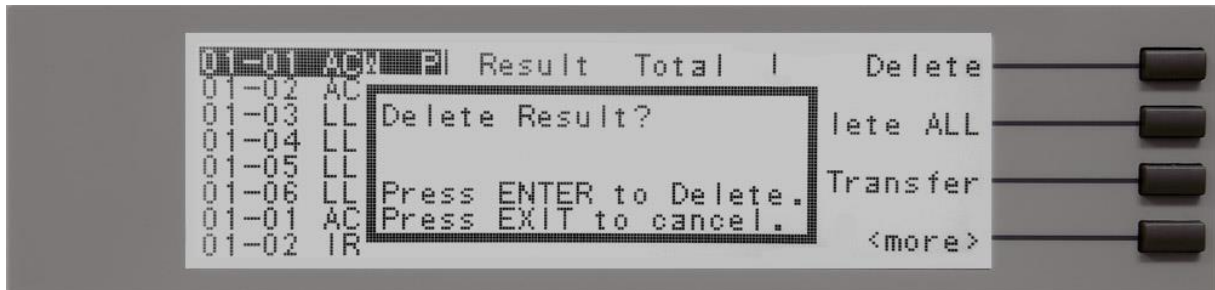 01-01 ACW P Result Total Delete
01-02 AC
01-03 LL Delete Result? lete ALL
01-04 LL
01-05 LL
01-06 LL Press ENTER to Delete. Transfer
01-01 AC Press EXIT to cancel.
01-02 IR <more>